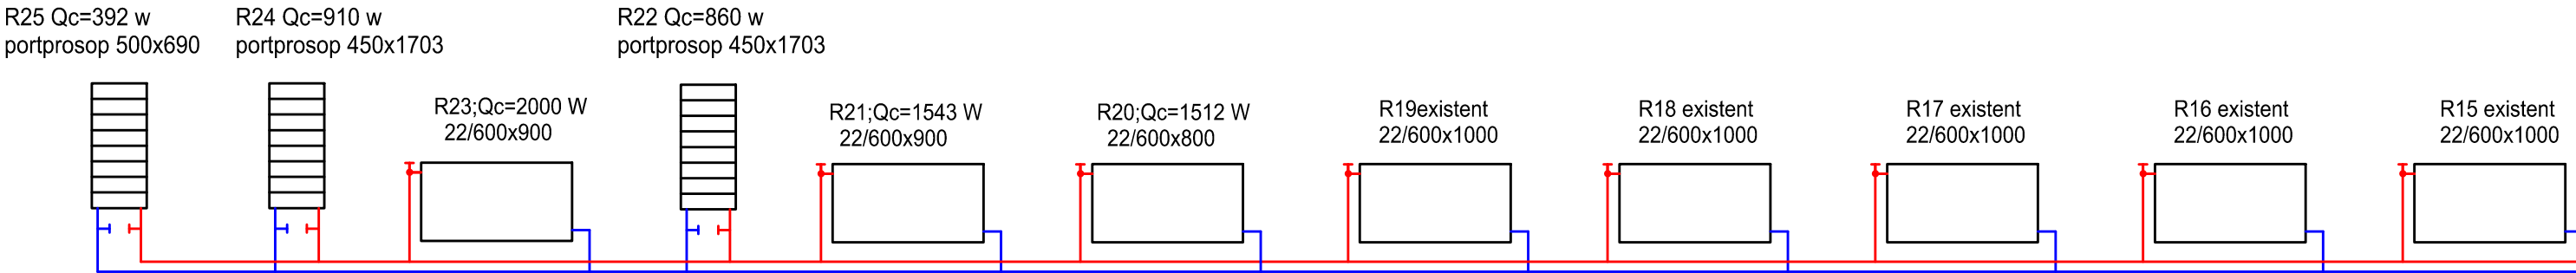 R25 Qc=392 w
portprosop 500x690
R24 Qc=910 w
portprosop 450x1703
R23;Qc=2000 W
22/600x900
R22 Qc=860 w
portprosop 450x1703
R21;Qc=1543 W
22/600x900
R20;Qc=1512 W
22/600x800
R19existent
22/600x1000
R18 existent
22/600x1000
R17 existent
22/600x1000
R16 existent
22/600x1000
R15 existent
22/600x1000